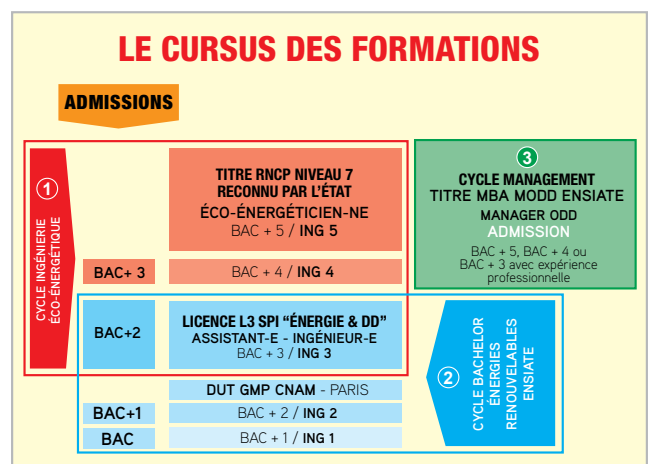 LE CURSUS DES FORMATIONS
ADMISSIONS
1
CYCLE INGÉNIERIE
ÉCO-ÉNERGÉTIQUE
TITRE RNCP NIVEAU 7
RECONNU PAR L'ÉTAT
ÉCO-ÉNERGÉTICIEN-NE
BAC + 5 / ING 5
BAC+ 3
BAC + 4 / ING 4
3
CYCLE MANAGEMENT
TITRE MBA MODD ENSIATE
MANAGER ODD
ADMISSION
BAC + 5, BAC + 4 ou
BAC + 3 avec expérience
professionnelle
BAC+2
LICENCE L3 SPI "ÉNERGIE & DD"
ASSISTANT-E - INGÉNIEUR-E
BAC + 3 / ING 3
DUT GMP CNAM - PARIS
BAC+1
BAC + 2 / ING 2
BAC
BAC + 1 / ING 1
2
CYCLE BACHELOR
ÉNERGIES
RENOUVELABLES
ENSIATE